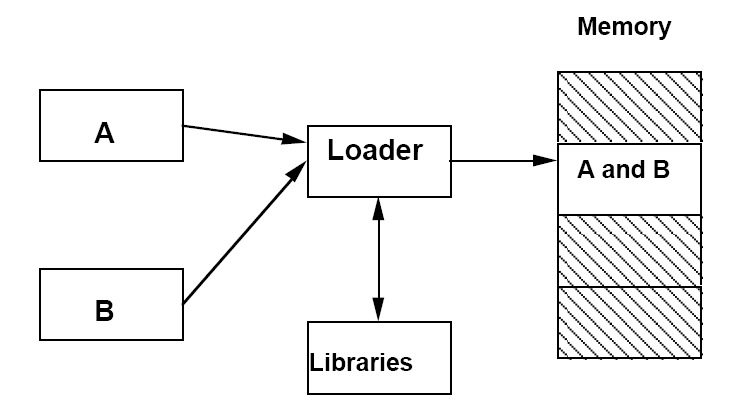 Memory
A
Loader
A and B
B
Libraries